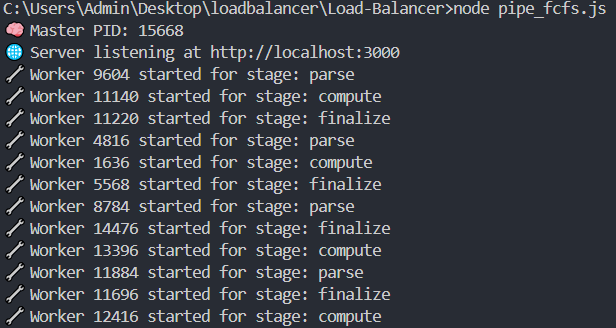 C:\Users\Admin\Desktop\loadbalancer\Load-Balancer>node pipe_fcfs.js
🧠 Master PID: 15668
🌐 Server listening at http://localhost:3000
🔧 Worker 9604 started for stage: parse
🔧 Worker 11140 started for stage: compute
🔧 Worker 11220 started for stage: finalize
🔧 Worker 4816 started for stage: parse
🔧 Worker 1636 started for stage: compute
🔧 Worker 5568 started for stage: finalize
🔧 Worker 8784 started for stage: parse
🔧 Worker 14476 started for stage: finalize
🔧 Worker 13396 started for stage: compute
🔧 Worker 11884 started for stage: parse
🔧 Worker 11696 started for stage: finalize
🔧 Worker 12416 started for stage: compute